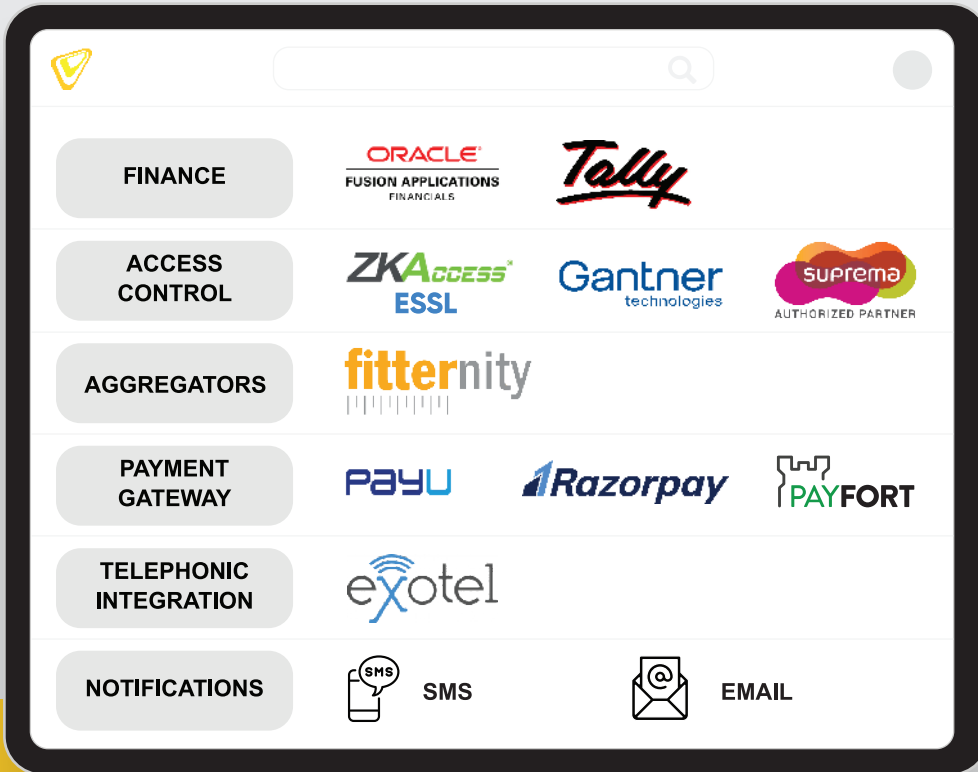 FINANCE
ORACLE
FUSION APPLICATIONS
FINANCIALS
Tally
ACCESS
CONTROL
ZKAccess
ESSL
Gantner
technologies
suprema
AUTHORIZED PARTNER
AGGREGATORS
fitternity
PAYMENT
GATEWAY
PayU
Razorpay
PAYFORT
TELEPHONIC
INTEGRATION
exotel
NOTIFICATIONS
SMS
SMS
@
EMAIL